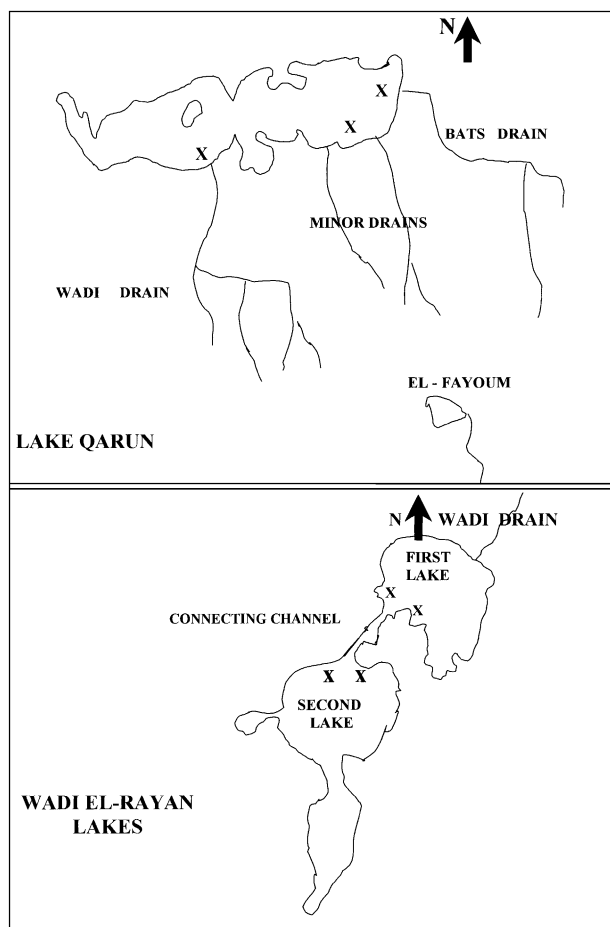 N
X
X
BATS DRAIN
X
MINOR DRAINS
WADI DRAIN
EL - FAYOUM
LAKE QARUN
N WADI DRAIN
FIRST
LAKE
X
X
CONNECTING CHANNEL
X X
SECOND
LAKE
WADI EL-RAYAN
LAKES